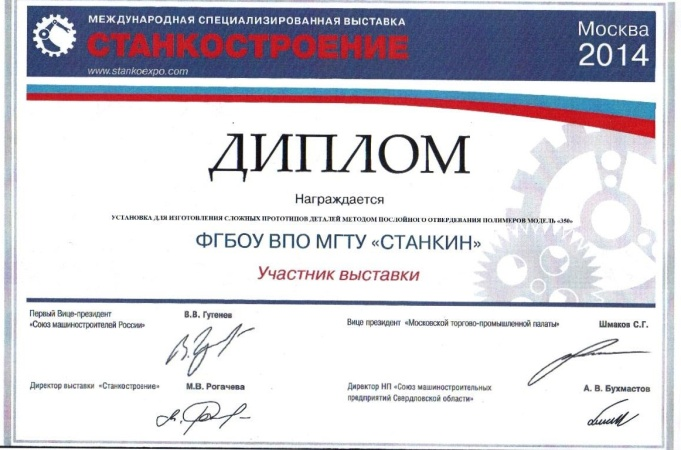 МЕЖДУНАРОДНАЯ СПЕЦИАЛИЗИРОВАННАЯ ВЫСТАВКА
СТАНКОСТРОЕНИЕ
www.stankoexpo.com
Москва
2014
ДИПЛОМ
Награждается
УСТАНОВКА ДЛЯ ИЗГОТОВЛЕНИЯ СЛОЖНЫХ ПРОТОТИПОВ ДЕТАЛЕЙ МЕТОДОМ ПОСЛОЙНОГО ОТВЕРДЕВАНИЯ ПОЛИМЕРОВ МОДЕЛЬ «350»
ФГБОУ ВПО МГТУ «СТАНКИН»
Участник выставки
Первый Вице-президент
«Союз машиностроителей России»
В.В. Гутенев
Вице президент «Московской торгово-промышленной палаты»
Шмаков С.Г.
Директор выставки «Станкостроение»
М.В. Рогачева
Директор НП «Союз машиностроительных
предприятий Свердловской области»
А. В. Бухмастов